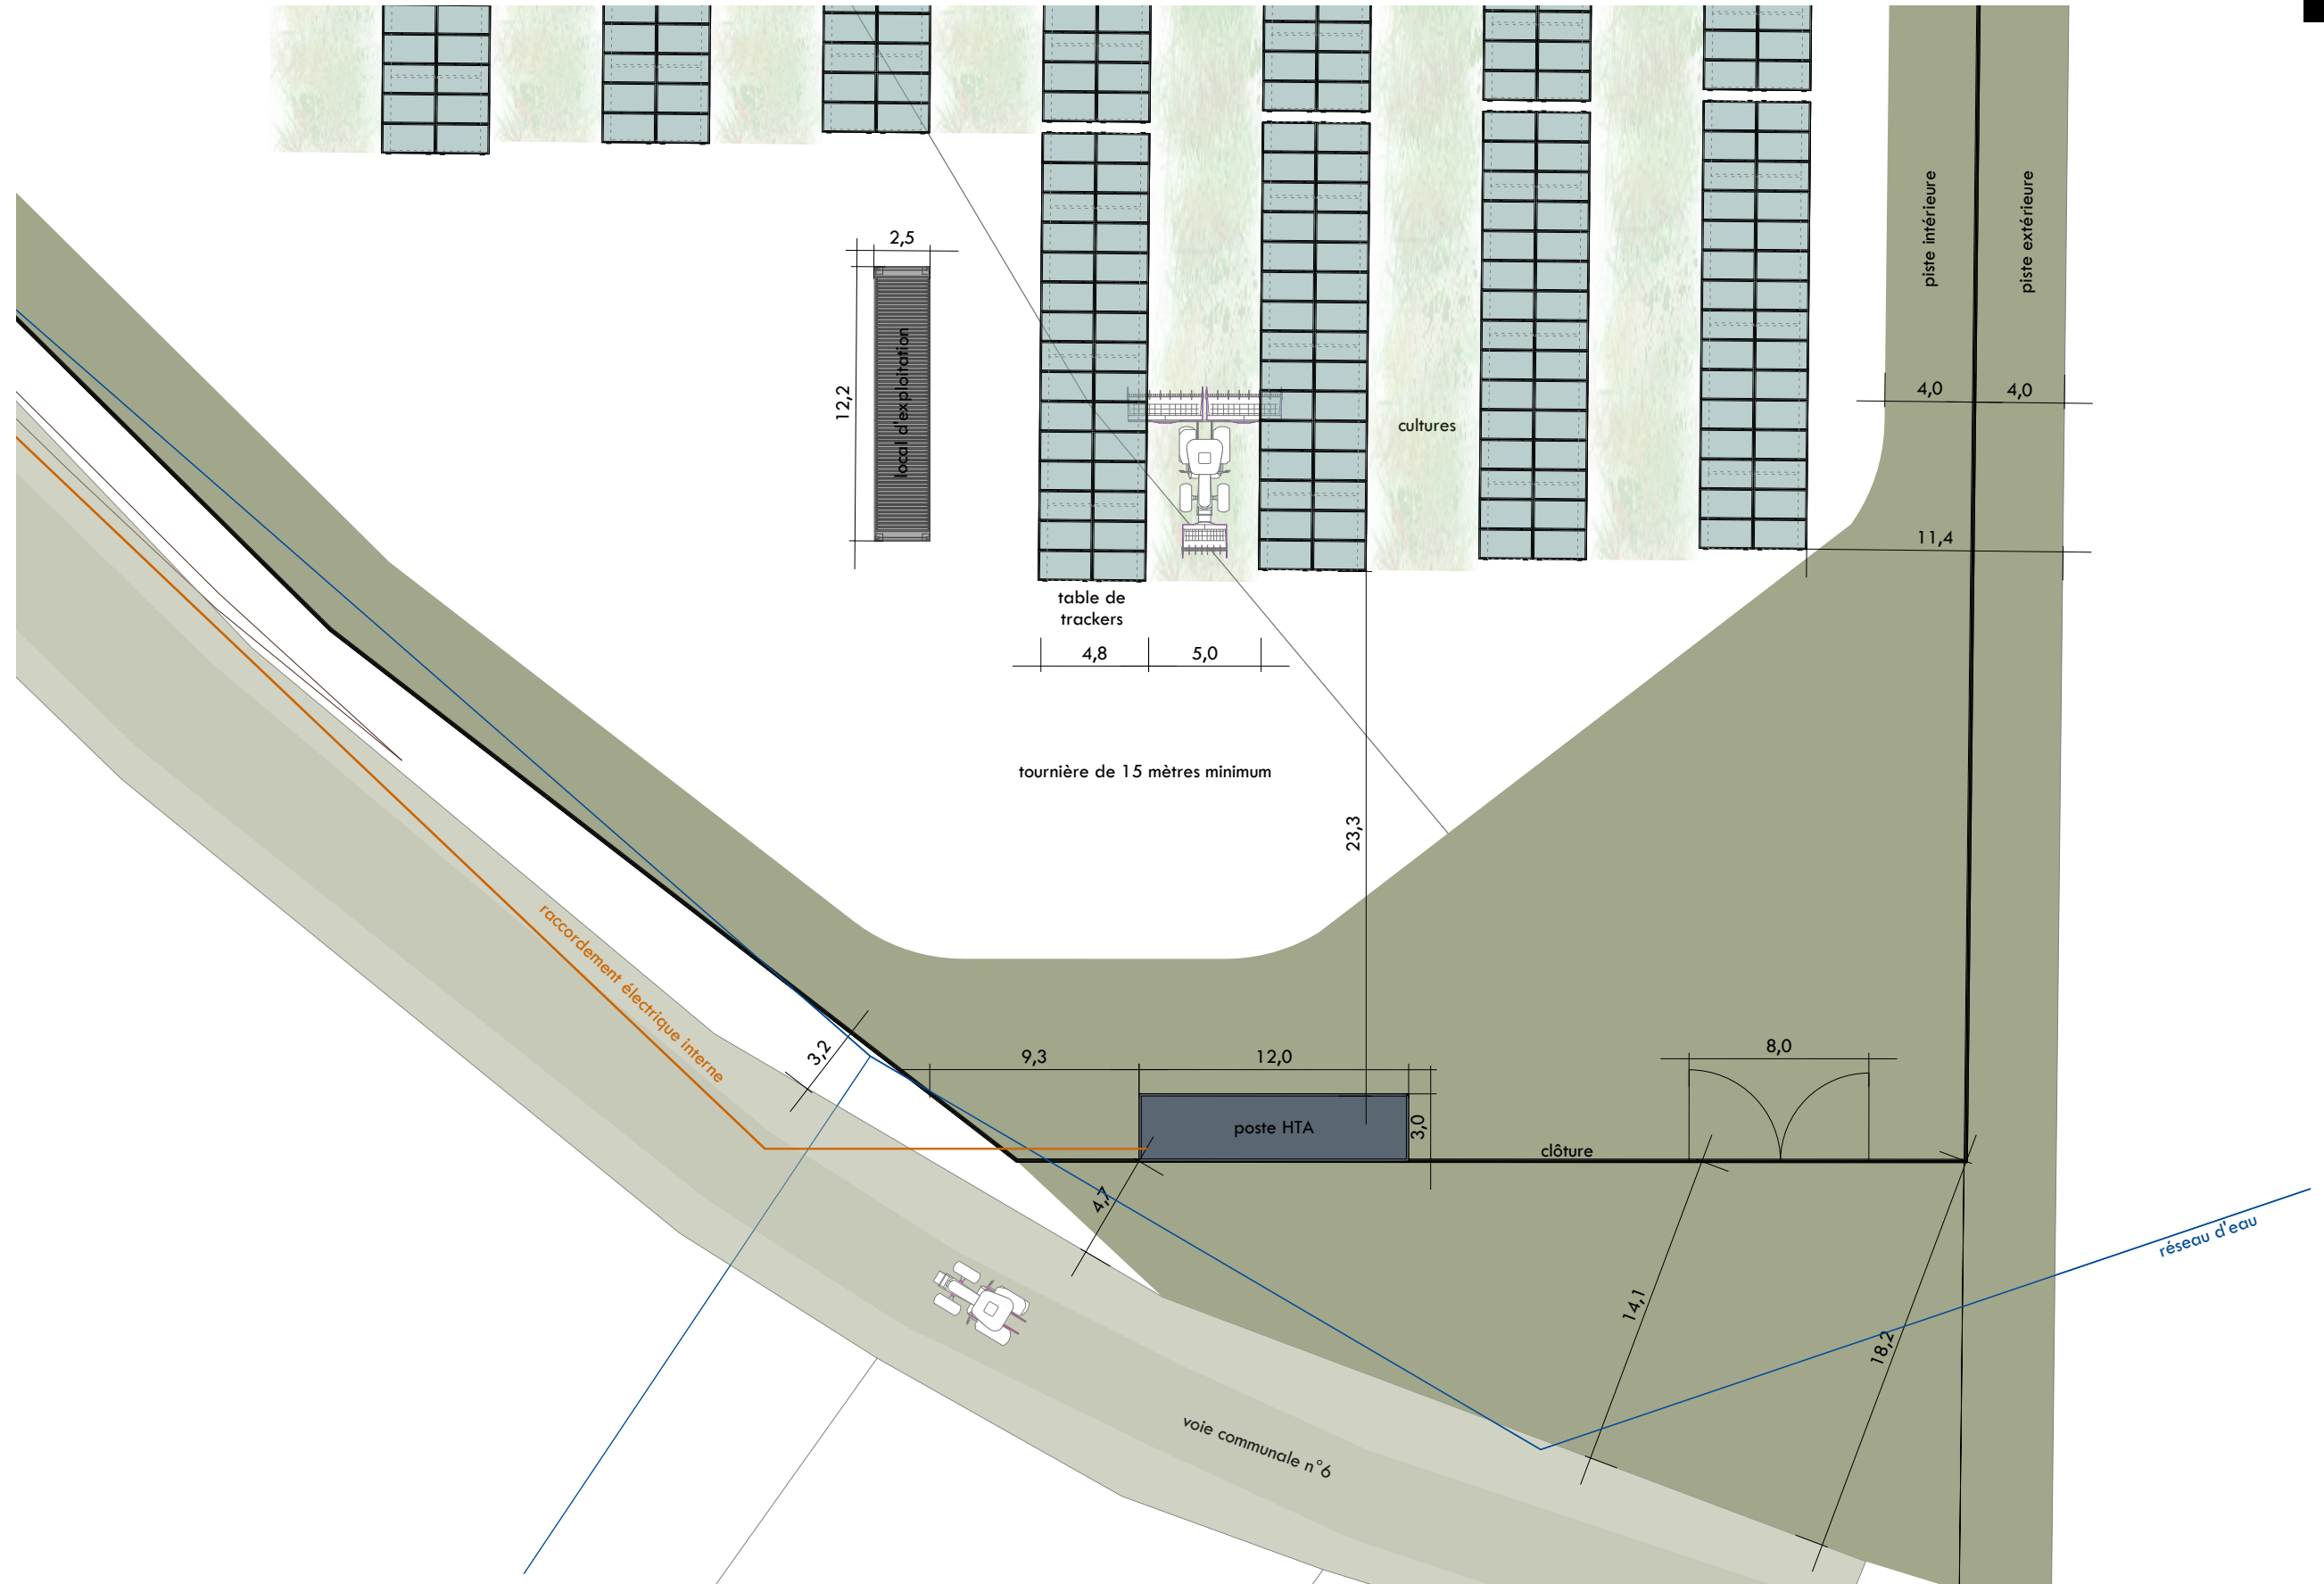 piste intérieure
piste extérieure
2,5
12,2
local d'exploitation
4,0
4,0
cultures
11,4
table de
trackers
4,8
5,0
tournière de 15 mètres minimum
23,3
raccordement électrique interne
3,2
9,3
12,0
8,0
poste HTA
3,0
clôture
4,7
réseau d'eau
14,1
18,2
voie communale n°6